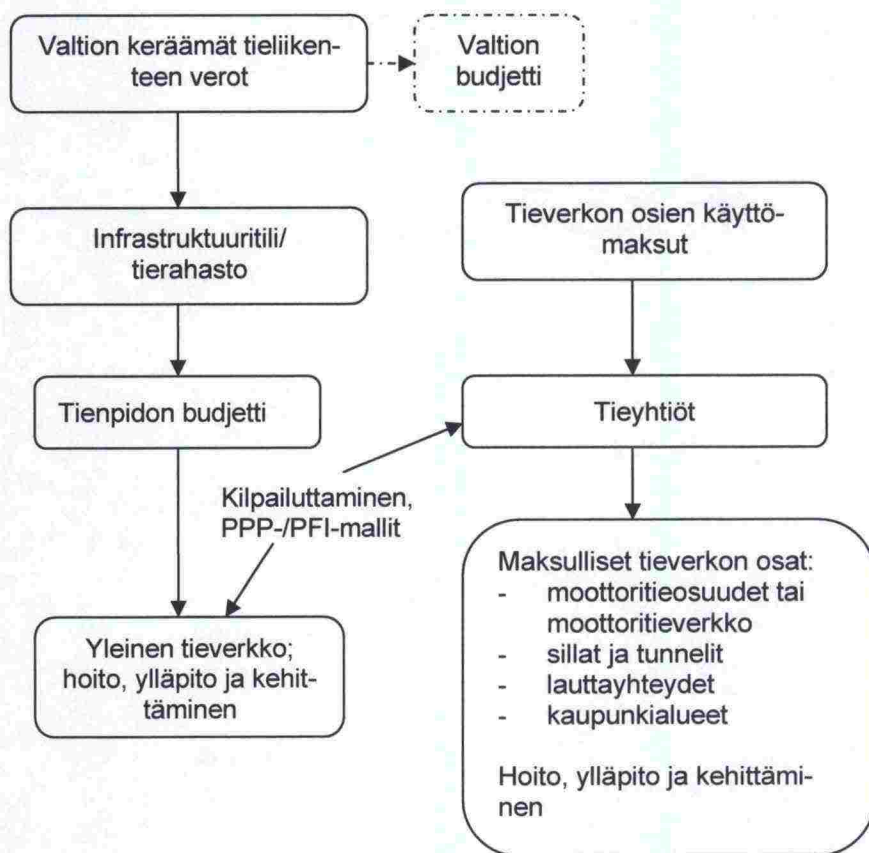 Valtion keräämät tieliiken-
teen verot
Valtion
budjetti
Infrastruktuuritili/
tierahasto
Tieverkon osien käyttö-
maksut
Tienpidon budjetti
Tieyhtiöt
Kilpailuttaminen,
PPP-/PFI-mallit
Yleinen tieverkko;
hoito, ylläpito ja kehit-
täminen
Maksulliset tieverkon osat:
- moottoritieosuudet tai
moottoritieverkko
- sillat ja tunnelit
- lauttayhteydet
- kaupunkialueet
Hoito, ylläpito ja kehittämi-
nen